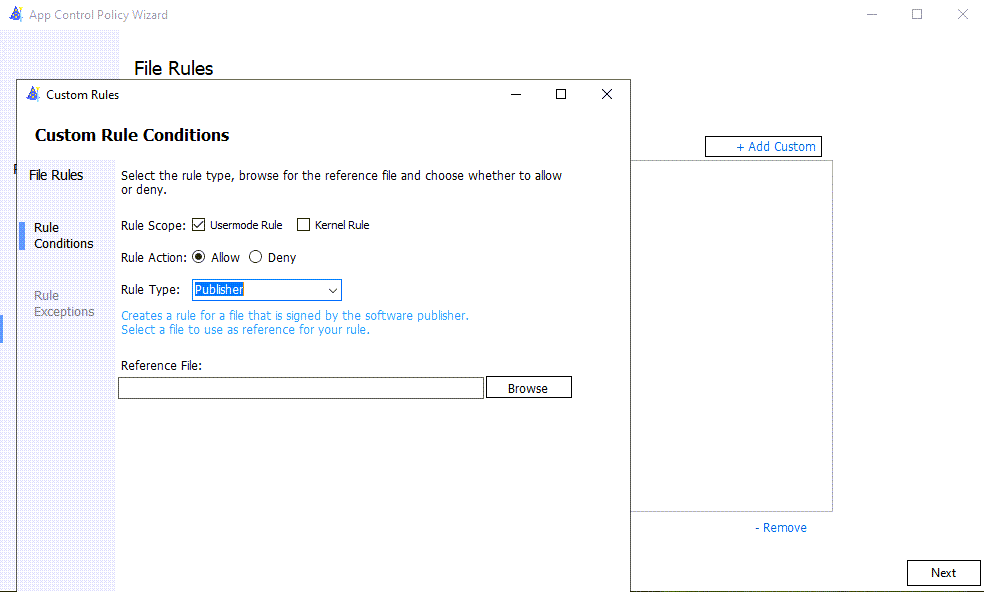 App Control Policy Wizard
File Rules
+ Add Custom
- Remove
Next
Custom Rules
Custom Rule Conditions
File Rules
Rule
Conditions
Rule
Exceptions
Select the rule type, browse for the reference file and choose whether to allow
or deny.
Rule Scope: Usermode Rule Kernel Rule
Rule Action: Allow Deny
Rule Type: Publisher
Creates a rule for a file that is signed by the software publisher.
Select a file to use as reference for your rule.
Reference File:
Browse